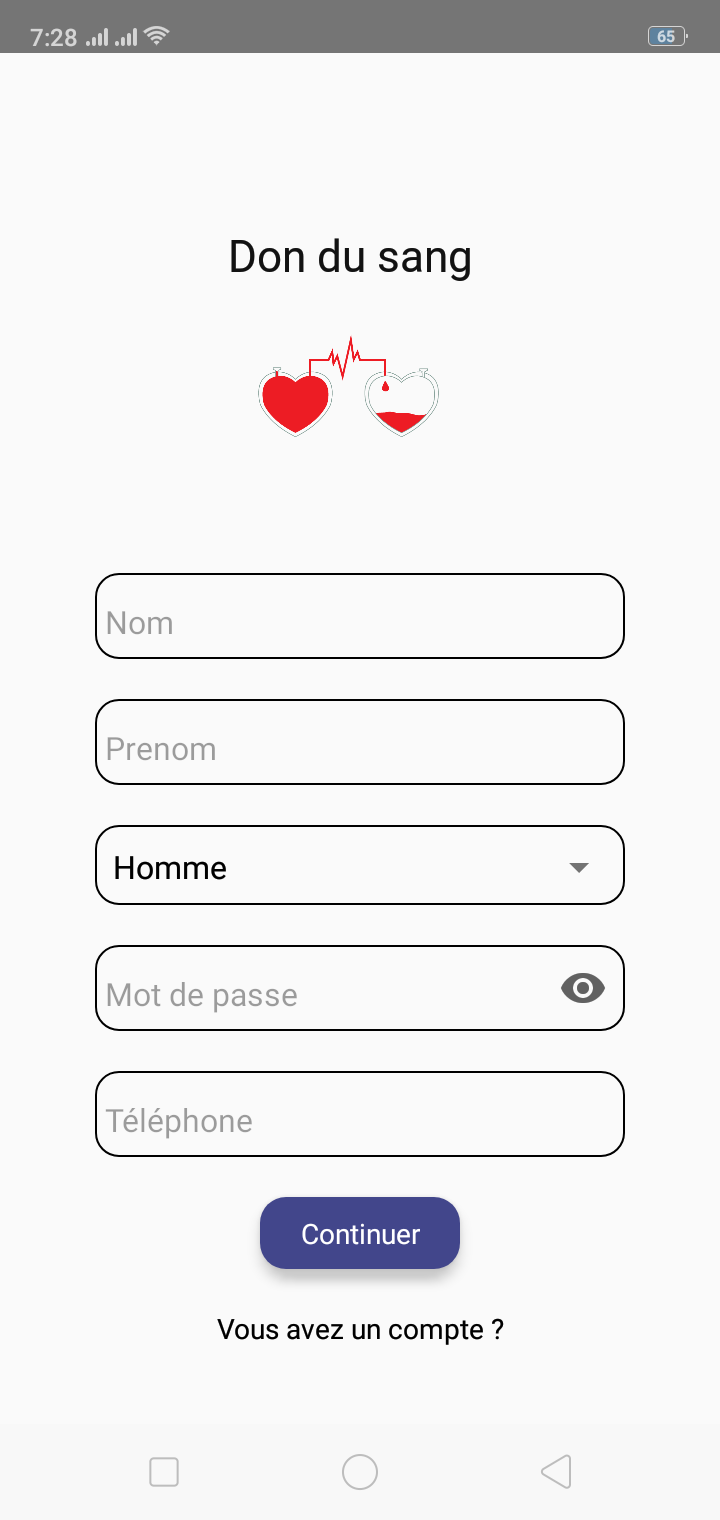 7:28
65
Don du sang
Nom
Prenom
Homme
Mot de passe
Téléphone
Continuer
Vous avez un compte ?